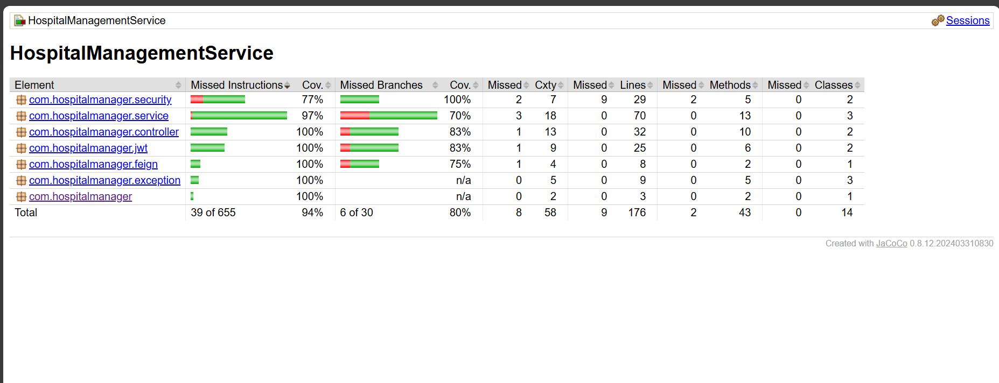 HospitalManagementService Sessions
HospitalManagementService
Element Missed Instructions Cov. Missed Branches Cov. Missed Cxty Missed Lines Missed Methods Missed Classes
com.hospitalmanager.security 77% 100% 2 7 9 29 2 5 0 2
com.hospitalmanager.service 97% 70% 3 18 0 70 0 13 0 3
com.hospitalmanager.controller 100% 83% 1 13 0 32 0 10 0 2
com.hospitalmanager.jwt 100% 83% 1 9 0 25 0 6 0 2
com.hospitalmanager.feign 100% 75% 1 4 0 8 0 2 0 1
com.hospitalmanager.exception 100% n/a 0 5 0 9 0 5 0 3
com.hospitalmanager 100% n/a 0 2 0 3 0 2 0 1
Total 39 of 655 94% 6 of 30 80% 8 58 9 176 2 43 0 14
Created with JaCoCo 0.8.12.202403310830